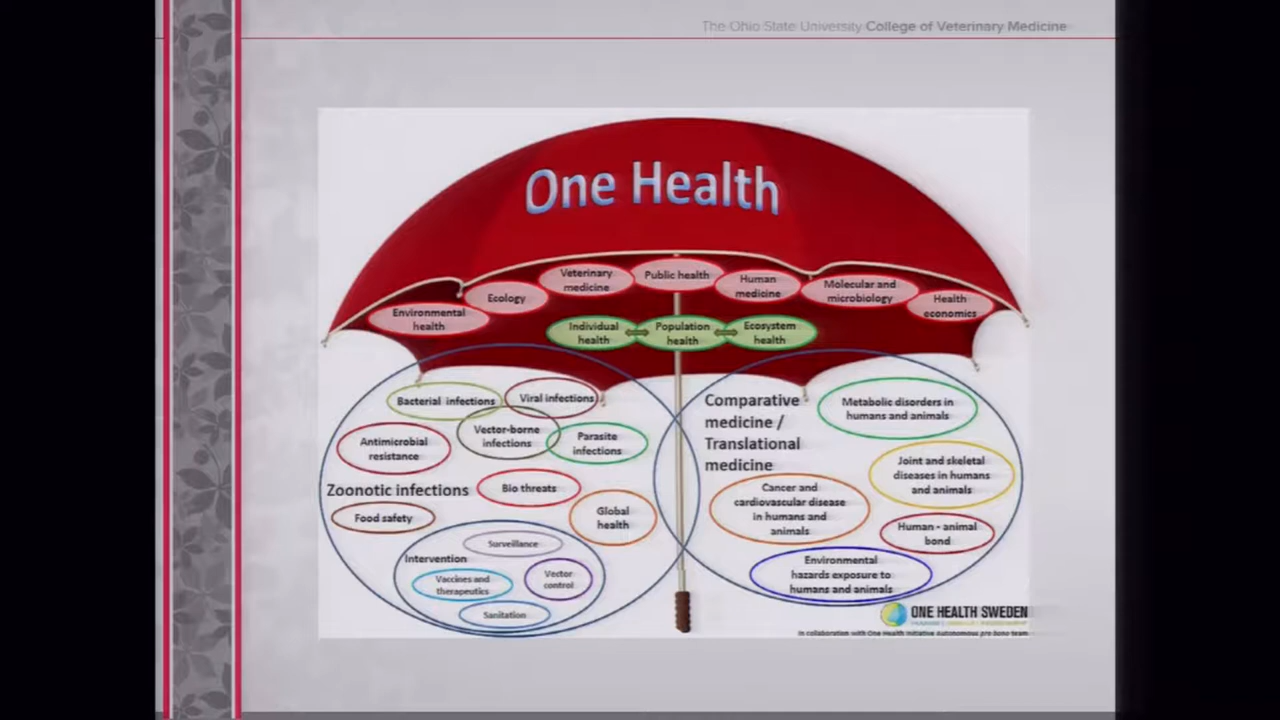 The Ohio State University College of Veterinary Medicine
One Health
Environmental
health
Ecology
Veterinary
medicine
Public health
Human
medicine
Molecular and
microbiology
Health
economics
Individual
health
Population
health
Ecosystem
health
Bacterial infections
Viral infections
Vector-borne
infections
Parasite
infections
Antimicrobial
resistance
Zoonotic infections
Bio threats
Food safety
Global
health
Intervention
Surveillance
Vaccines and
therapeutics
Vector
control
Sanitation
Comparative
medicine /
Translational
medicine
Metabolic disorders in
humans and animals
Joint and skeletal
diseases in humans
and animals
Cancer and
cardiovascular disease
in humans and
animals
Human - animal
bond
Environmental
hazards exposure to
humans and animals
ONE HEALTH SWEDEN
In collaboration with One Health Initiative Autonomous pro bono team